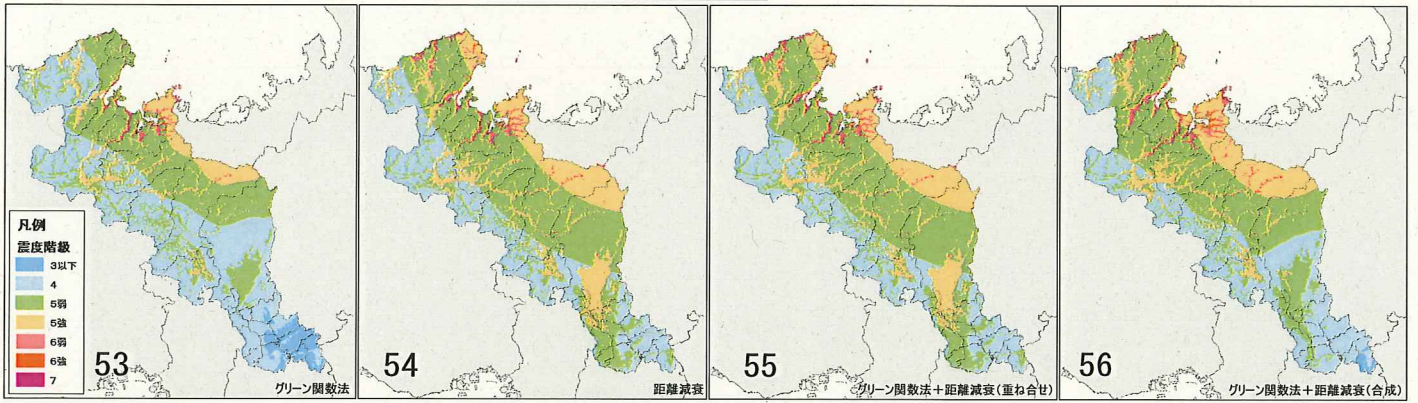 凡例
震度階級
3以下
4
5弱
5強
6弱
6強
7
53
グリーン関数法
54
距離減衰
55
グリーン関数法+距離減衰(重ね合せ)
56
グリーン関数法+距離減衰(合成)